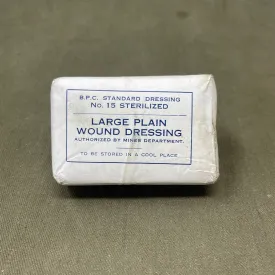 B.P.C. STANDARD DRESSING
No. 15 STERILIZED
LARGE PLAIN
WOUND DRESSING
AUTHORIZED BY MINES DEPARTMENT.
TO BE STORED IN A COOL PLACE.